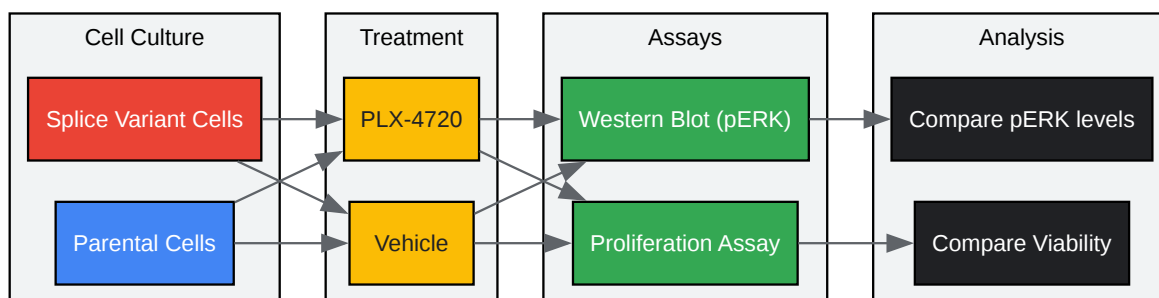 Cell Culture
Treatment
Assays
Analysis
Splice Variant Cells
PLX-4720
Western Blot (pERK)
Compare pERK levels
Parental Cells
Vehicle
Proliferation Assay
Compare Viability